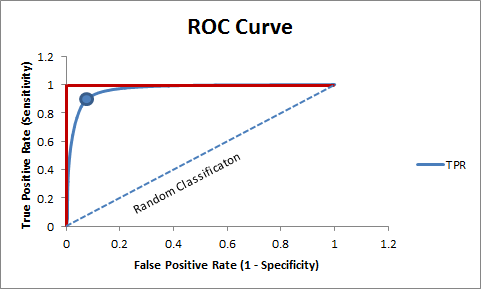 ROC Curve
True Positive Rate (Sensitivity)
1.2
1
0.8
0.6
0.4
0.2
0
Random Classificaton
TPR
0 0.2 0.4 0.6 0.8 1 1.2
False Positive Rate (1 - Specificity)